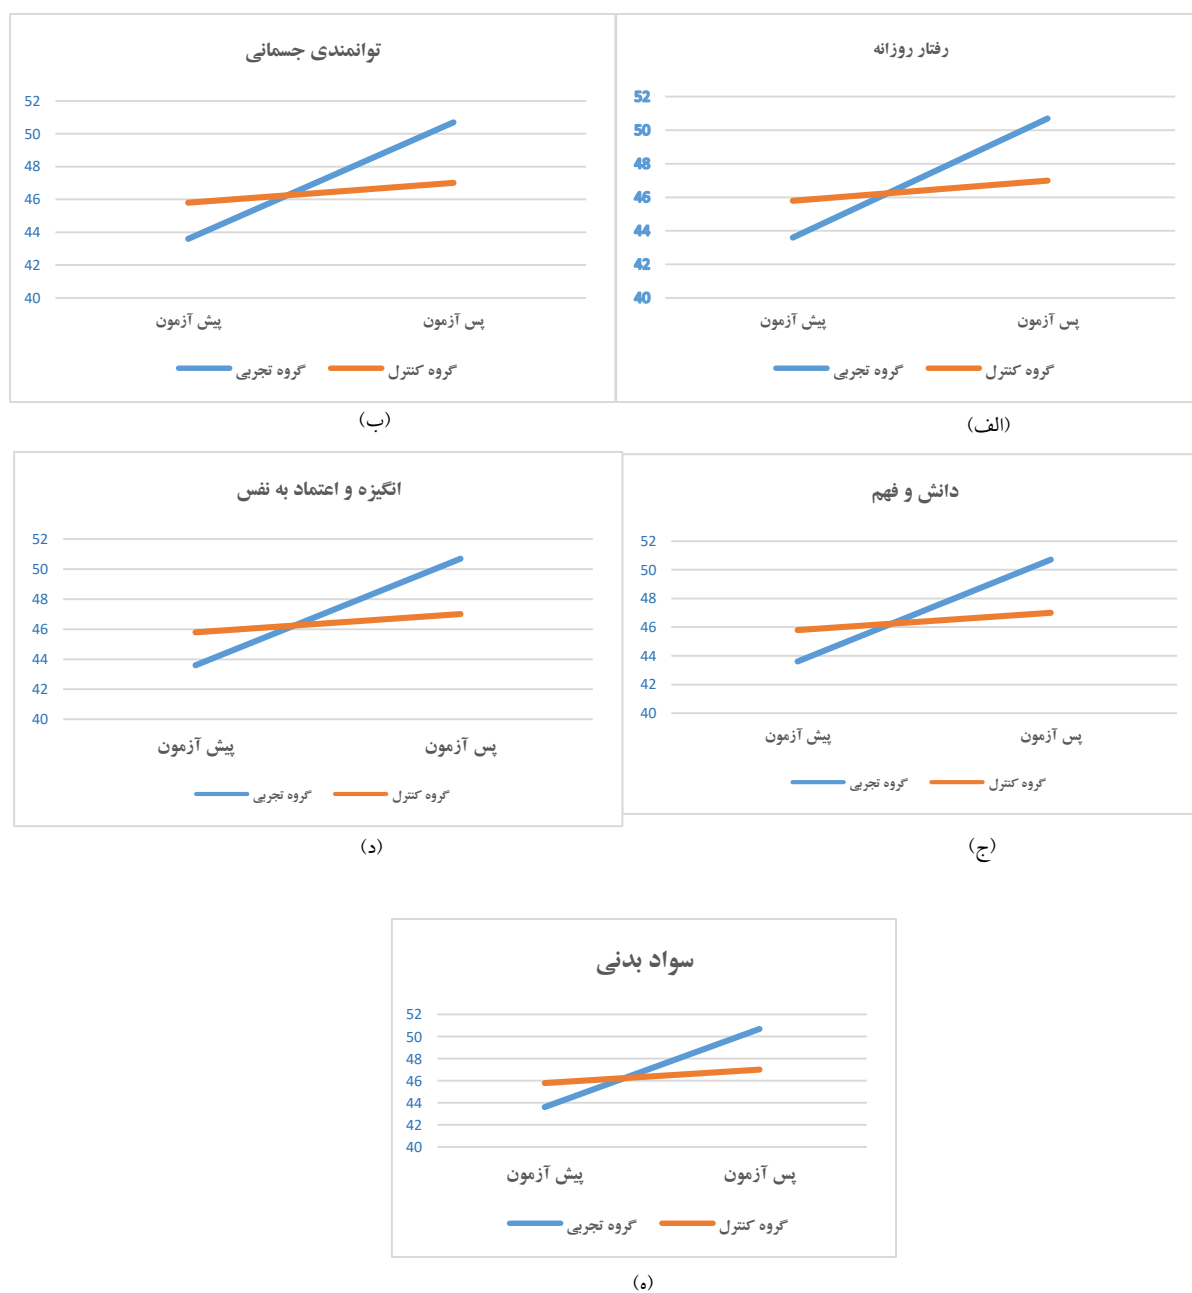 رفتار روزانه
52
50
48
46
44
42
40
پیش آزمون پس آزمون
گروه تجربی گروه کنترل
(الف)
توانمندی جسمانی
52
50
48
46
44
42
40
پیش آزمون پس آزمون
گروه تجربی گروه کنترل
(ب)
دانش و فهم
52
50
48
46
44
42
40
پیش آزمون پس آزمون
گروه تجربی گروه کنترل
(ج)
انگیزه و اعتماد به نفس
52
50
48
46
44
42
40
پیش آزمون پس آزمون
گروه تجربی گروه کنترل
(د)
سواد بدنی
52
50
48
46
44
42
40
پیش آزمون پس آزمون
گروه تجربی گروه کنترل
(ه)